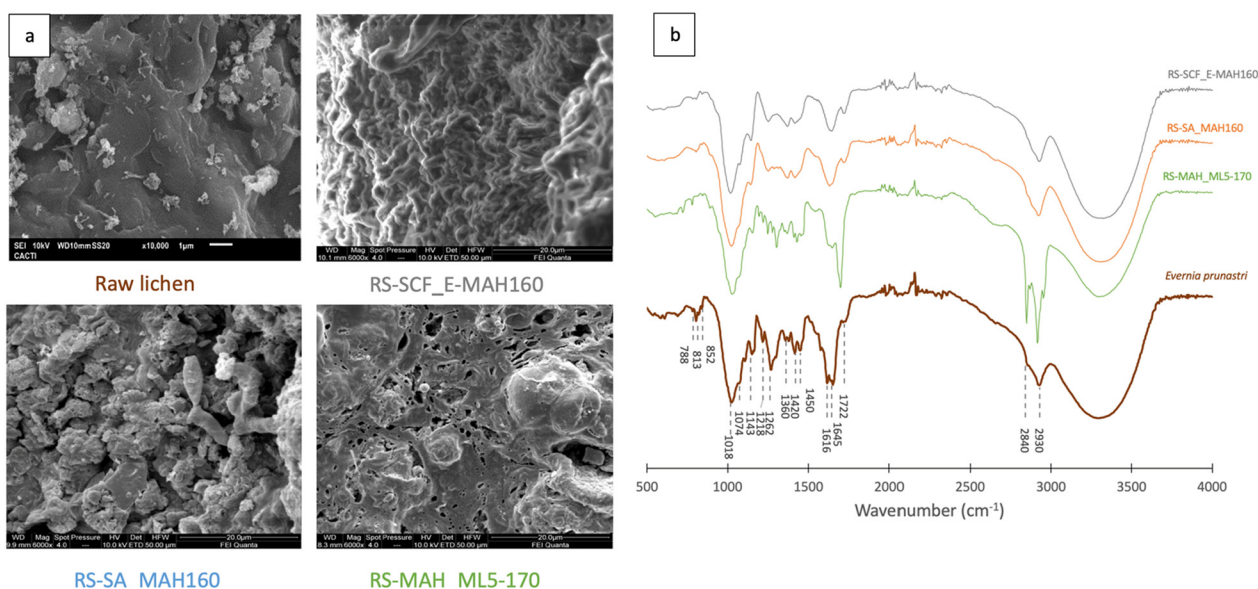 a
SEI 10kV WD10mm SS20 x10,000 1µm
CACTI
WD Mag Spot Pressure HV Det HFW 20.0µm
10.1 mm 6000x 4.0 --- 10.0 kV ETD 50.00 µm FEI Quanta
Raw lichen
RS-SCF_E-MAH160
WD Mag Spot Pressure HV Det HFW 20.0µm
9.9 mm 6000x 4.0 --- 10.0 kV ETD 50.00 µm FEI Quanta
WD Mag Spot Pressure HV Det HFW 20.0µm
8.3 mm 6000x 4.0 --- 10.0 kV ETD 50.00 µm FEI Quanta
RS-SA MAH160
RS-MAH ML5-170
b
RS-SCF_E-MAH160
RS-SA_MAH160
RS-MAH_ML5-170
Evernia prunastri
788
813
852
1018
1074
1143
1218
1262
1360
1420
1450
1616
1645
1722
2840
2930
500 1000 1500 2000 2500 3000 3500 4000
Wavenumber (cm-1)